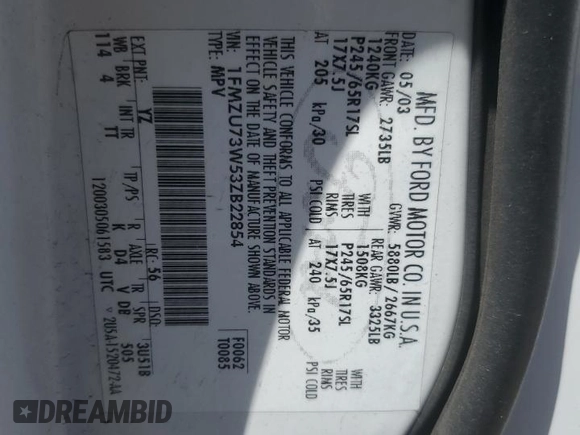 MFD. BY FORD MOTOR CO. IN U.S.A.
DATE: 05/03 GVWR: 5880LB/2667KG
FRONT GAWR: 2735LB REAR GAWR: 3325LB
1240KG WITH 1508KG WITH
P245/65R17SL TIRES P245/65R17SL TIRES
17X7.5J RIMS 17X7.5J RIMS
AT 205 kPa/30 PSI COLD AT 240 kPa/35 PSI COLD
THIS VEHICLE CONFORMS TO ALL APPLICABLE FEDERAL MOTOR
VEHICLE SAFETY AND THEFT PREVENTION STANDARDS IN
EFFECT ON THE DATE OF MANUFACTURE SHOWN ABOVE.
VIN: 1FMZU73W53ZB22854 F0062
TYPE: MPV T0085
EXT PNT: YZ RC: 56 DSO:
WB BRK INT TR TP/PS R AXLE TR SPR 3U51B
114 4 TT K D4 V DB 505
1200305061583 UTC
DREAMBID